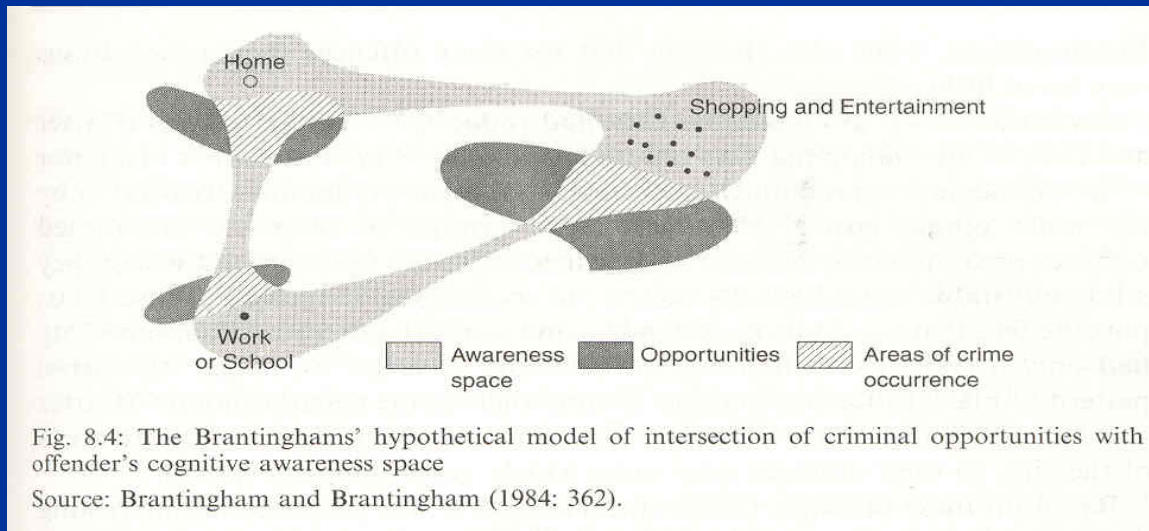 Home
Shopping and Entertainment
Work
or School
Awareness
space
Opportunities
Areas of crime
occurrence
Fig. 8.4: The Brantinghams' hypothetical model of intersection of criminal opportunities with
offender's cognitive awareness space
Source: Brantingham and Brantingham (1984: 362).